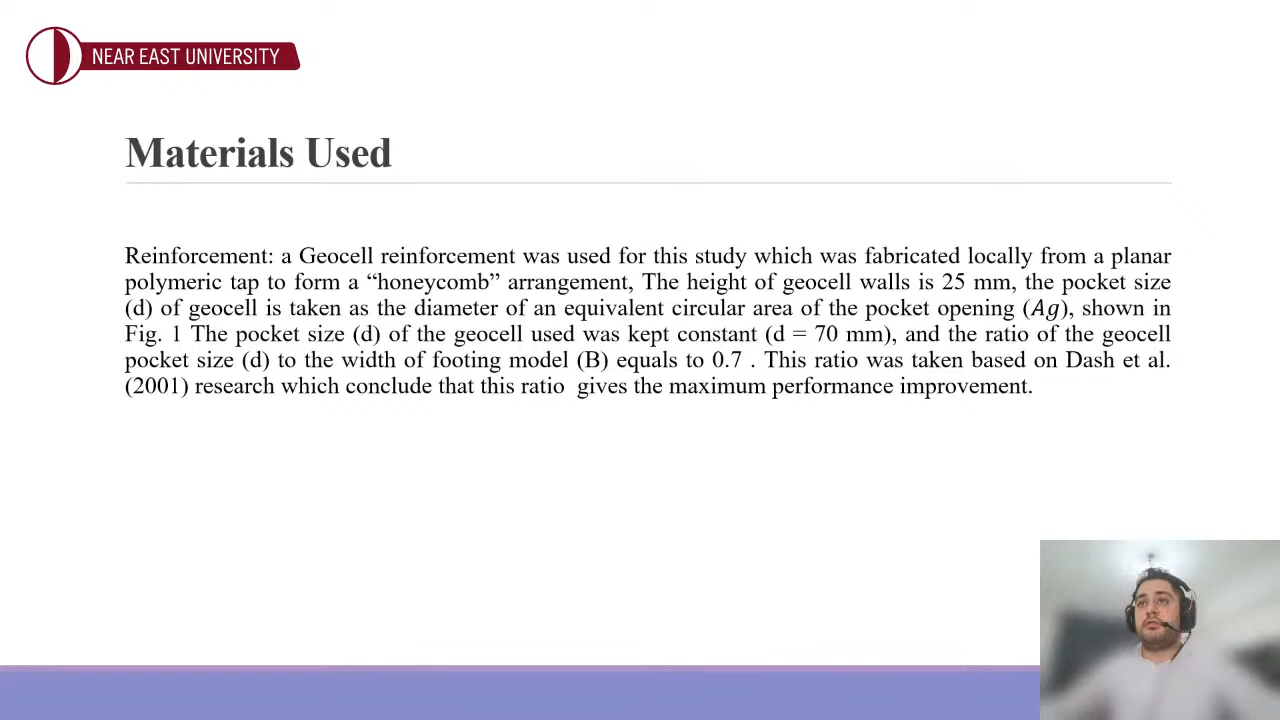 NEAR EAST UNIVERSITY
Materials Used
Reinforcement: a Geocell reinforcement was used for this study which was fabricated locally from a planar
polymeric tap to form a “honeycomb” arrangement, The height of geocell walls is 25 mm, the pocket size
(d) of geocell is taken as the diameter of an equivalent circular area of the pocket opening (Ag), shown in
Fig. 1 The pocket size (d) of the geocell used was kept constant (d = 70 mm), and the ratio of the geocell
pocket size (d) to the width of footing model (B) equals to 0.7 . This ratio was taken based on Dash et al.
(2001) research which conclude that this ratio  gives the maximum performance improvement.